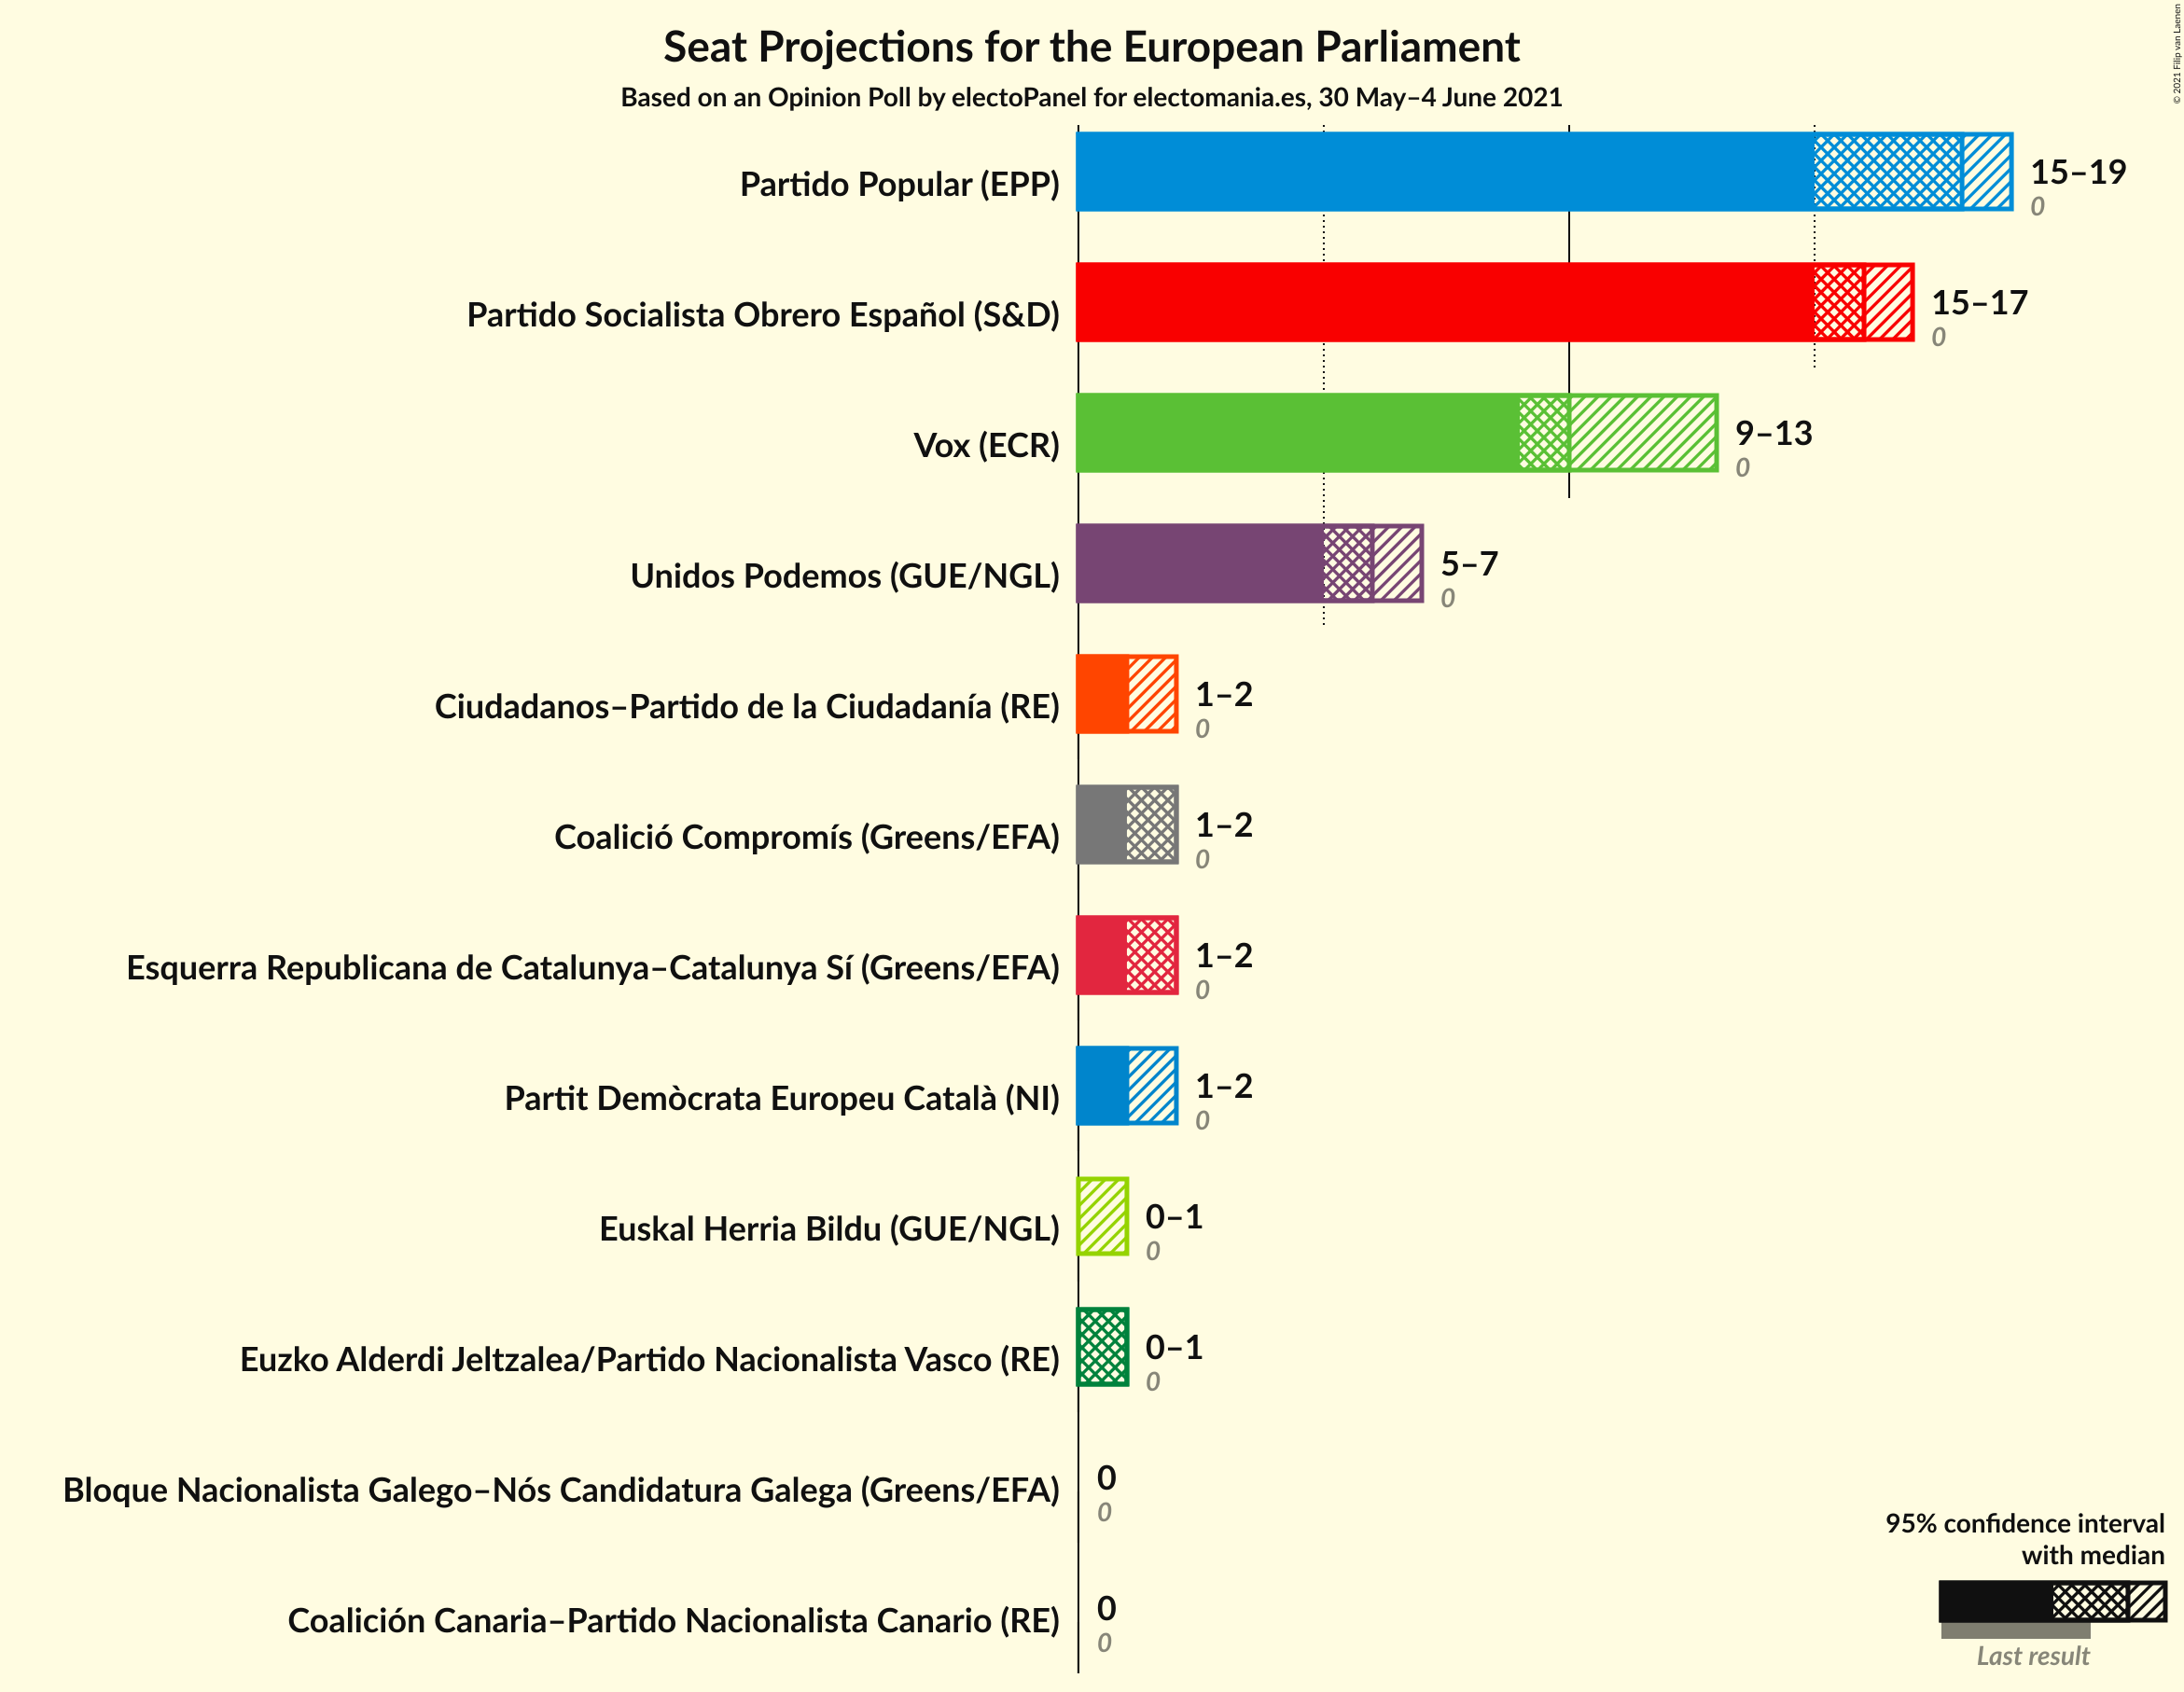 Seat Projections for the European Parliament
Based on an Opinion Poll by electoPanel for electomania.es, 30 May–4 June 2021
© 2021 Filip van Laenen
Partido Popular (EPP)
15–19
0
Partido Socialista Obrero Español (S&D)
15–17
0
Vox (ECR)
9–13
0
Unidos Podemos (GUE/NGL)
5–7
0
Ciudadanos–Partido de la Ciudadanía (RE)
1–2
0
Coalició Compromís (Greens/EFA)
1–2
0
Esquerra Republicana de Catalunya–Catalunya Sí (Greens/EFA)
1–2
0
Partit Demòcrata Europeu Català (NI)
1–2
0
Euskal Herria Bildu (GUE/NGL)
0–1
0
Euzko Alderdi Jeltzalea/Partido Nacionalista Vasco (RE)
0–1
0
Bloque Nacionalista Galego–Nós Candidatura Galega (Greens/EFA)
0
0
Coalición Canaria–Partido Nacionalista Canario (RE)
0
0
95% confidence interval
with median
Last result